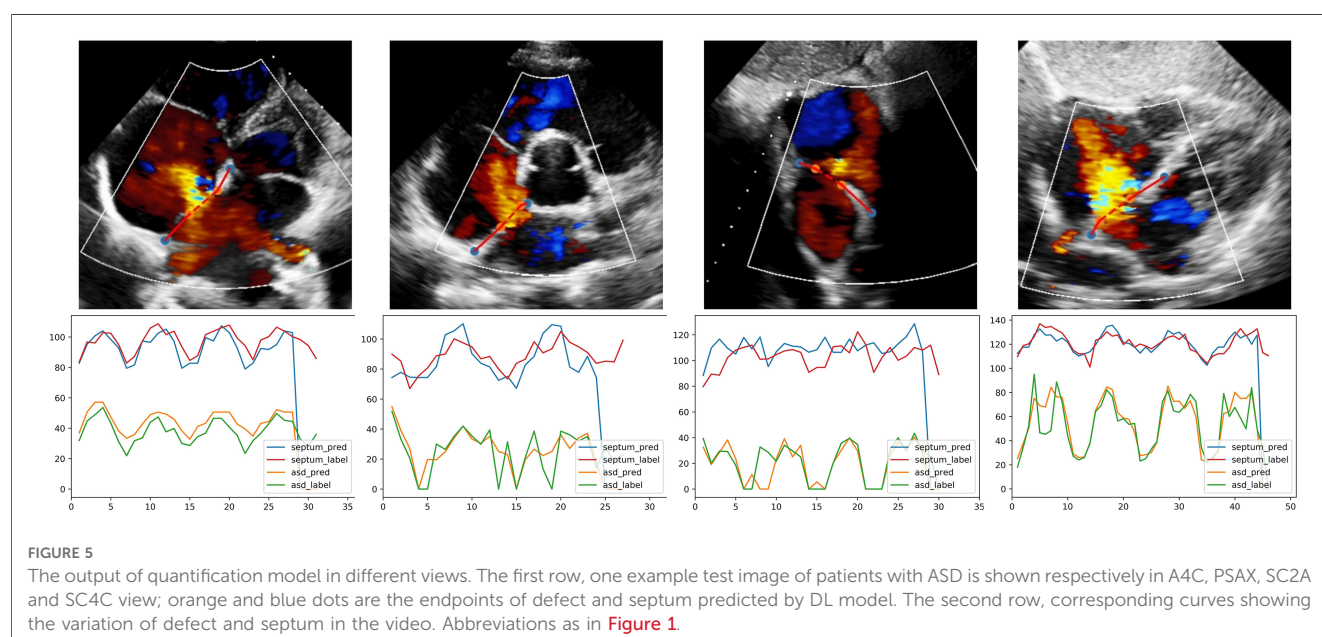 100
80
60
40
20
0
1
5
10
15
20
25
30
35
septum_pred
septum_label
asd_pred
asd_label
100
80
60
40
20
0
1
5
10
15
20
25
30
septum_pred
septum_label
asd_pred
asd_label
120
100
80
60
40
20
0
1
5
10
15
20
25
30
35
septum_pred
septum_label
asd_pred
asd_label
140
120
100
80
60
40
20
0
1
10
20
30
40
50
septum_pred
septum_label
asd_pred
asd_label
FIGURE 5
The output of quantification model in different views. The first row, one example test image of patients with ASD is shown respectively in A4C, PSAX, SC2A
and SC4C view; orange and blue dots are the endpoints of defect and septum predicted by DL model. The second row, corresponding curves showing
the variation of defect and septum in the video. Abbreviations as in Figure 1.